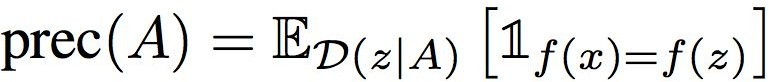 prec(A) = 𝔼_{𝒟(z|A)} [𝟙_{f(x)=f(z)}]